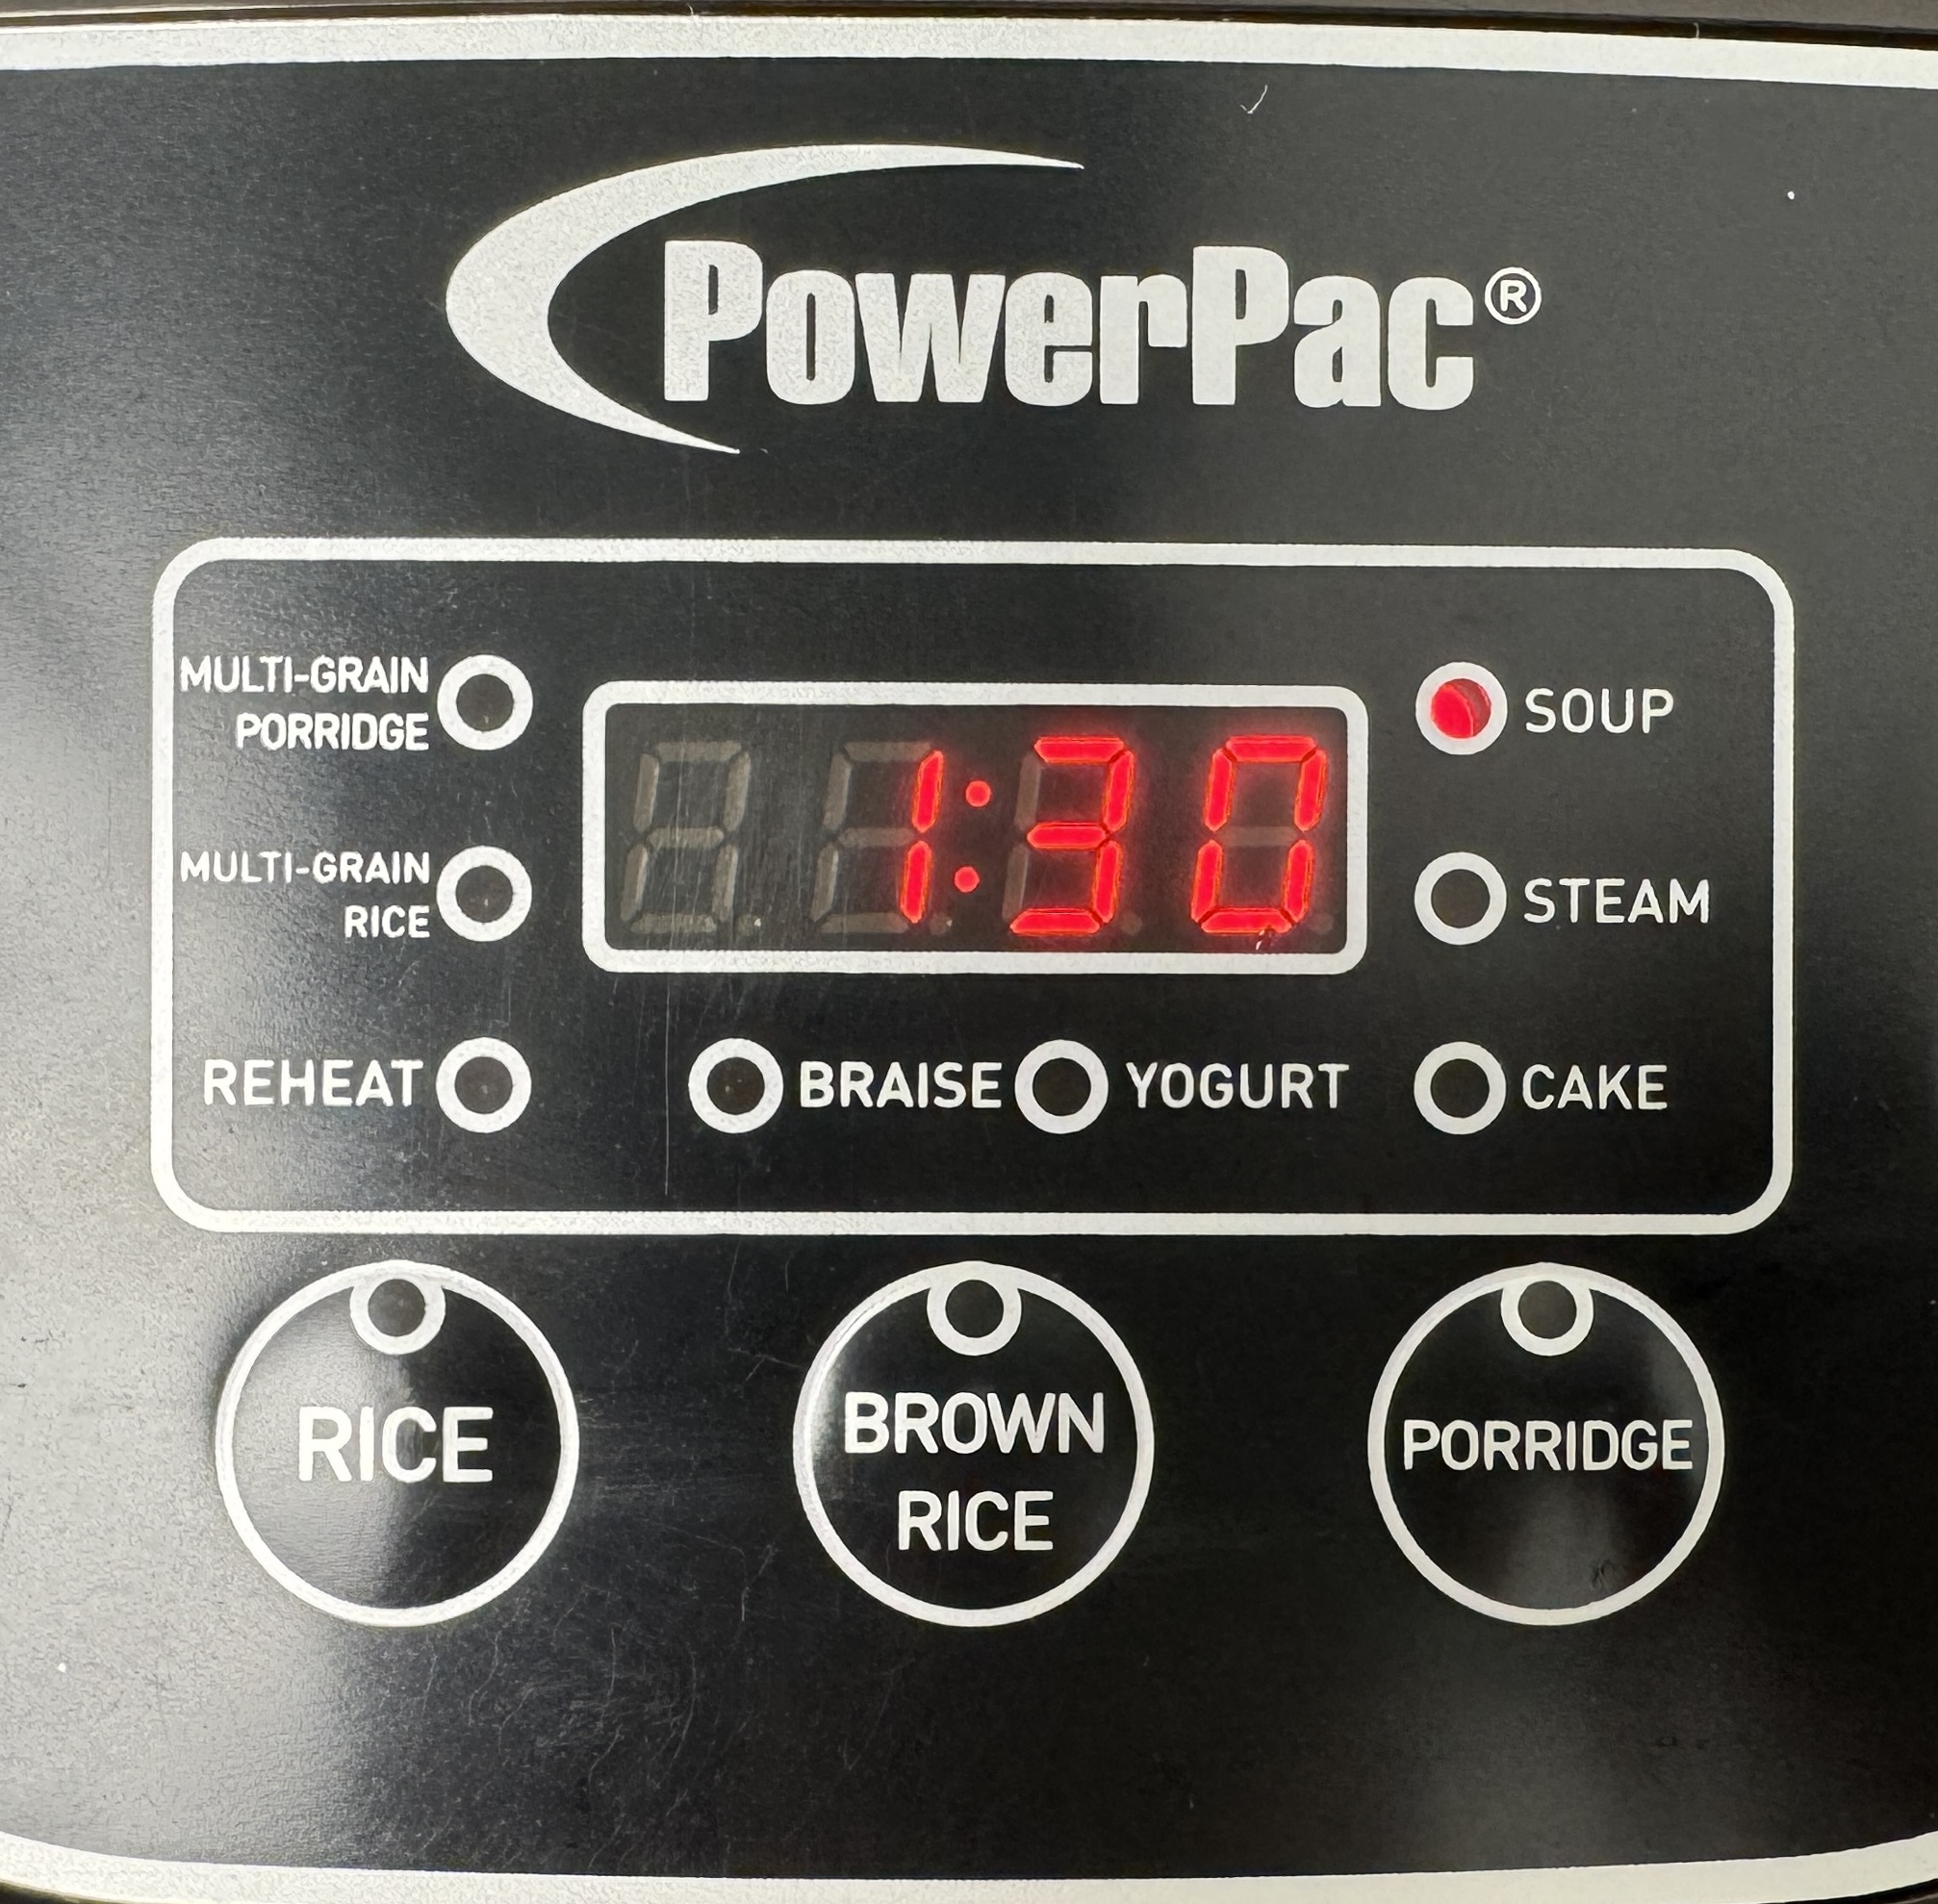 PowerPac®
MULTI-GRAIN
PORRIDGE
1:30
SOUP
MULTI-GRAIN
RICE
STEAM
REHEAT
BRAISE
YOGURT
CAKE
RICE
BROWN
RICE
PORRIDGE